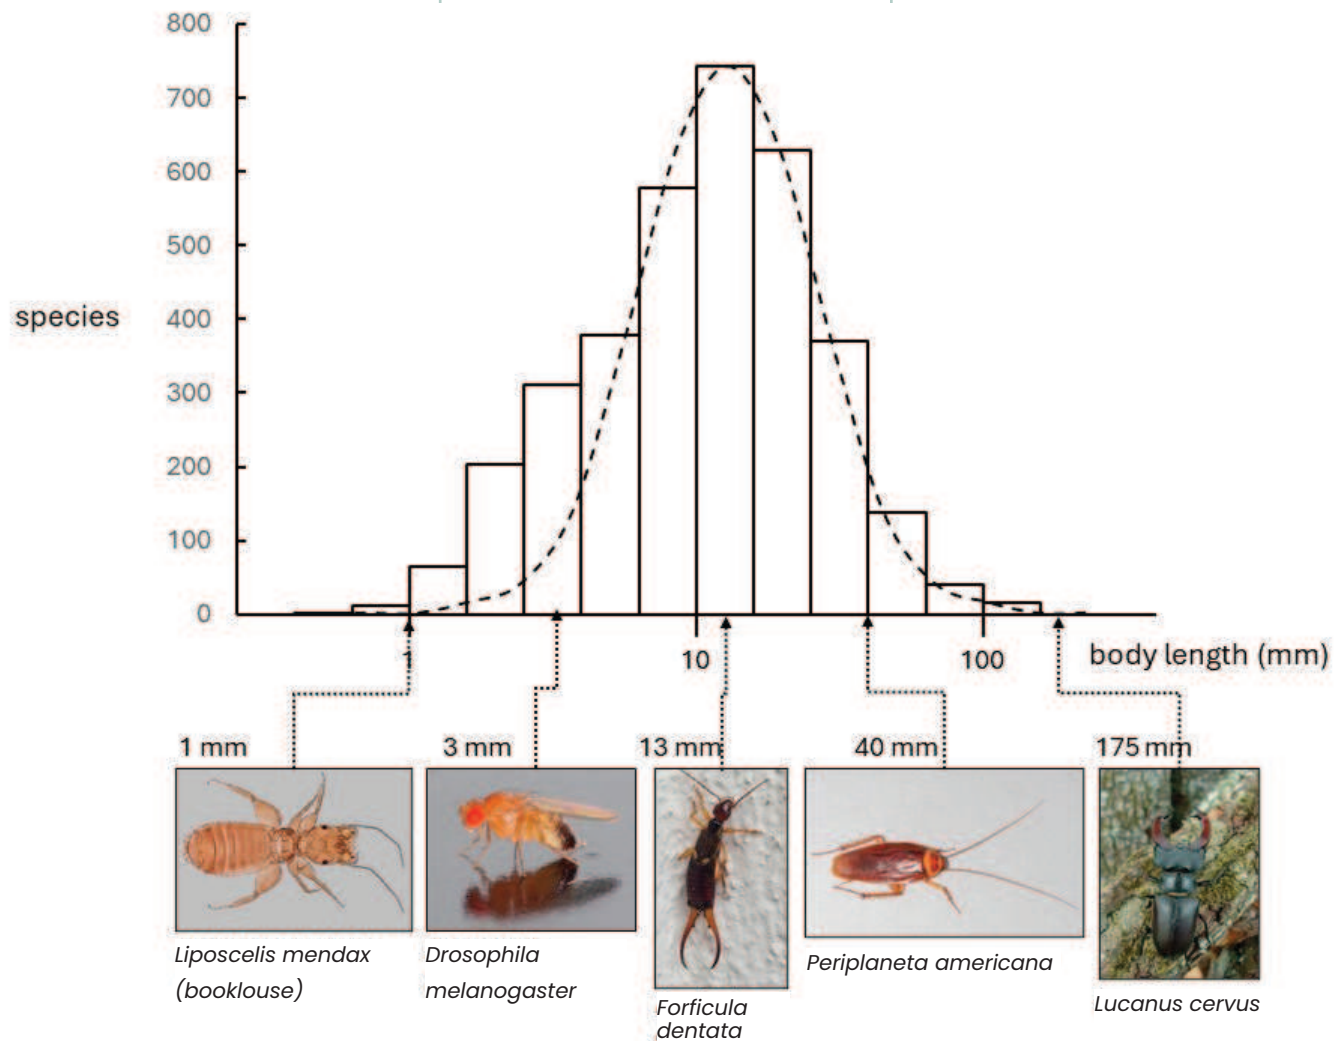 800
700
600
500
400
300
200
100
0
species
1
10
100
body length (mm)
1 mm
3 mm
13 mm
40 mm
175 mm
Liposcelis mendax
(booklouse)
Drosophila
melanogaster
Forficula
dentata
Periplaneta americana
Lucanus cervus